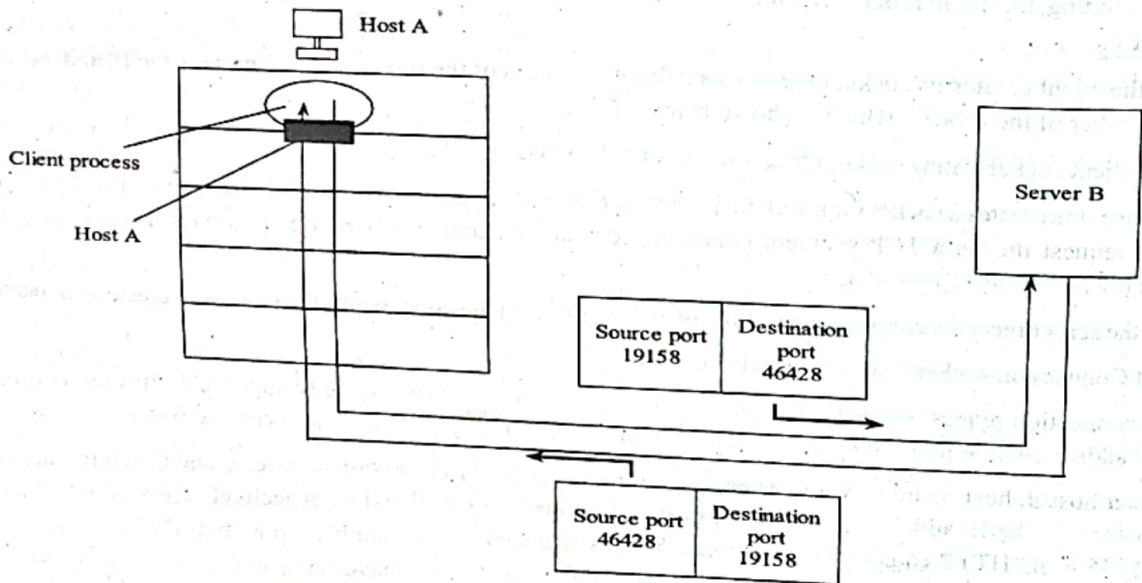 Host A
Client process
Host A
Server B
Source port
19158
Destination
port
46428
Source port
46428
Destination
port
19158